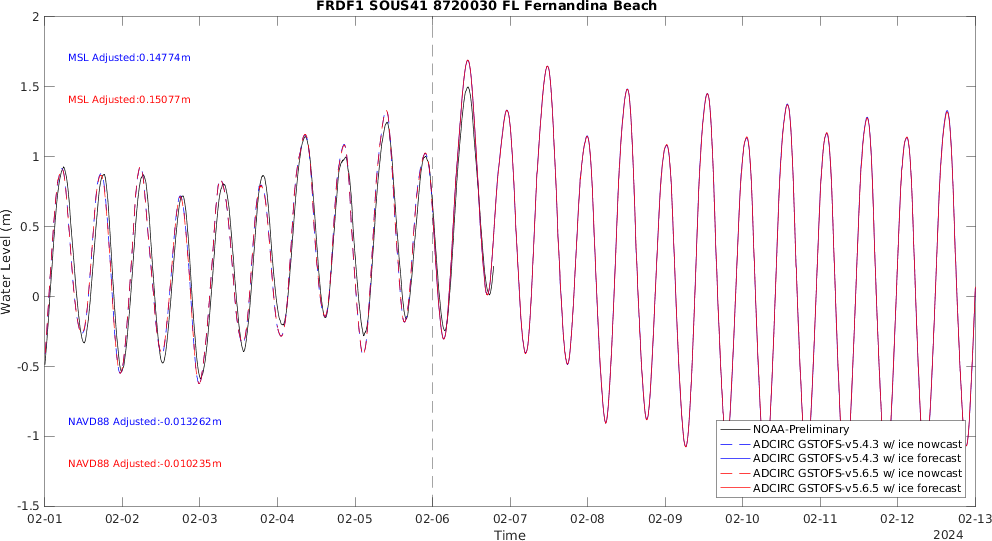 FRDF1 SOUS41 8720030 FL Fernandina Beach
2
1.5
1
0.5
0
-0.5
-1
-1.5
Water Level (m)
MSL Adjusted:0.14774m
MSL Adjusted:0.15077m
NAVD88 Adjusted:-0.013262m
NAVD88 Adjusted:-0.010235m
NOAA-Preliminary
ADCIRC GSTOFS-v5.4.3 w/ ice nowcast
ADCIRC GSTOFS-v5.4.3 w/ ice forecast
ADCIRC GSTOFS-v5.6.5 w/ ice nowcast
ADCIRC GSTOFS-v5.6.5 w/ ice forecast
02-01 02-02 02-03 02-04 02-05 02-06 02-07 02-08 02-09 02-10 02-11 02-12 02-13
Time
2024